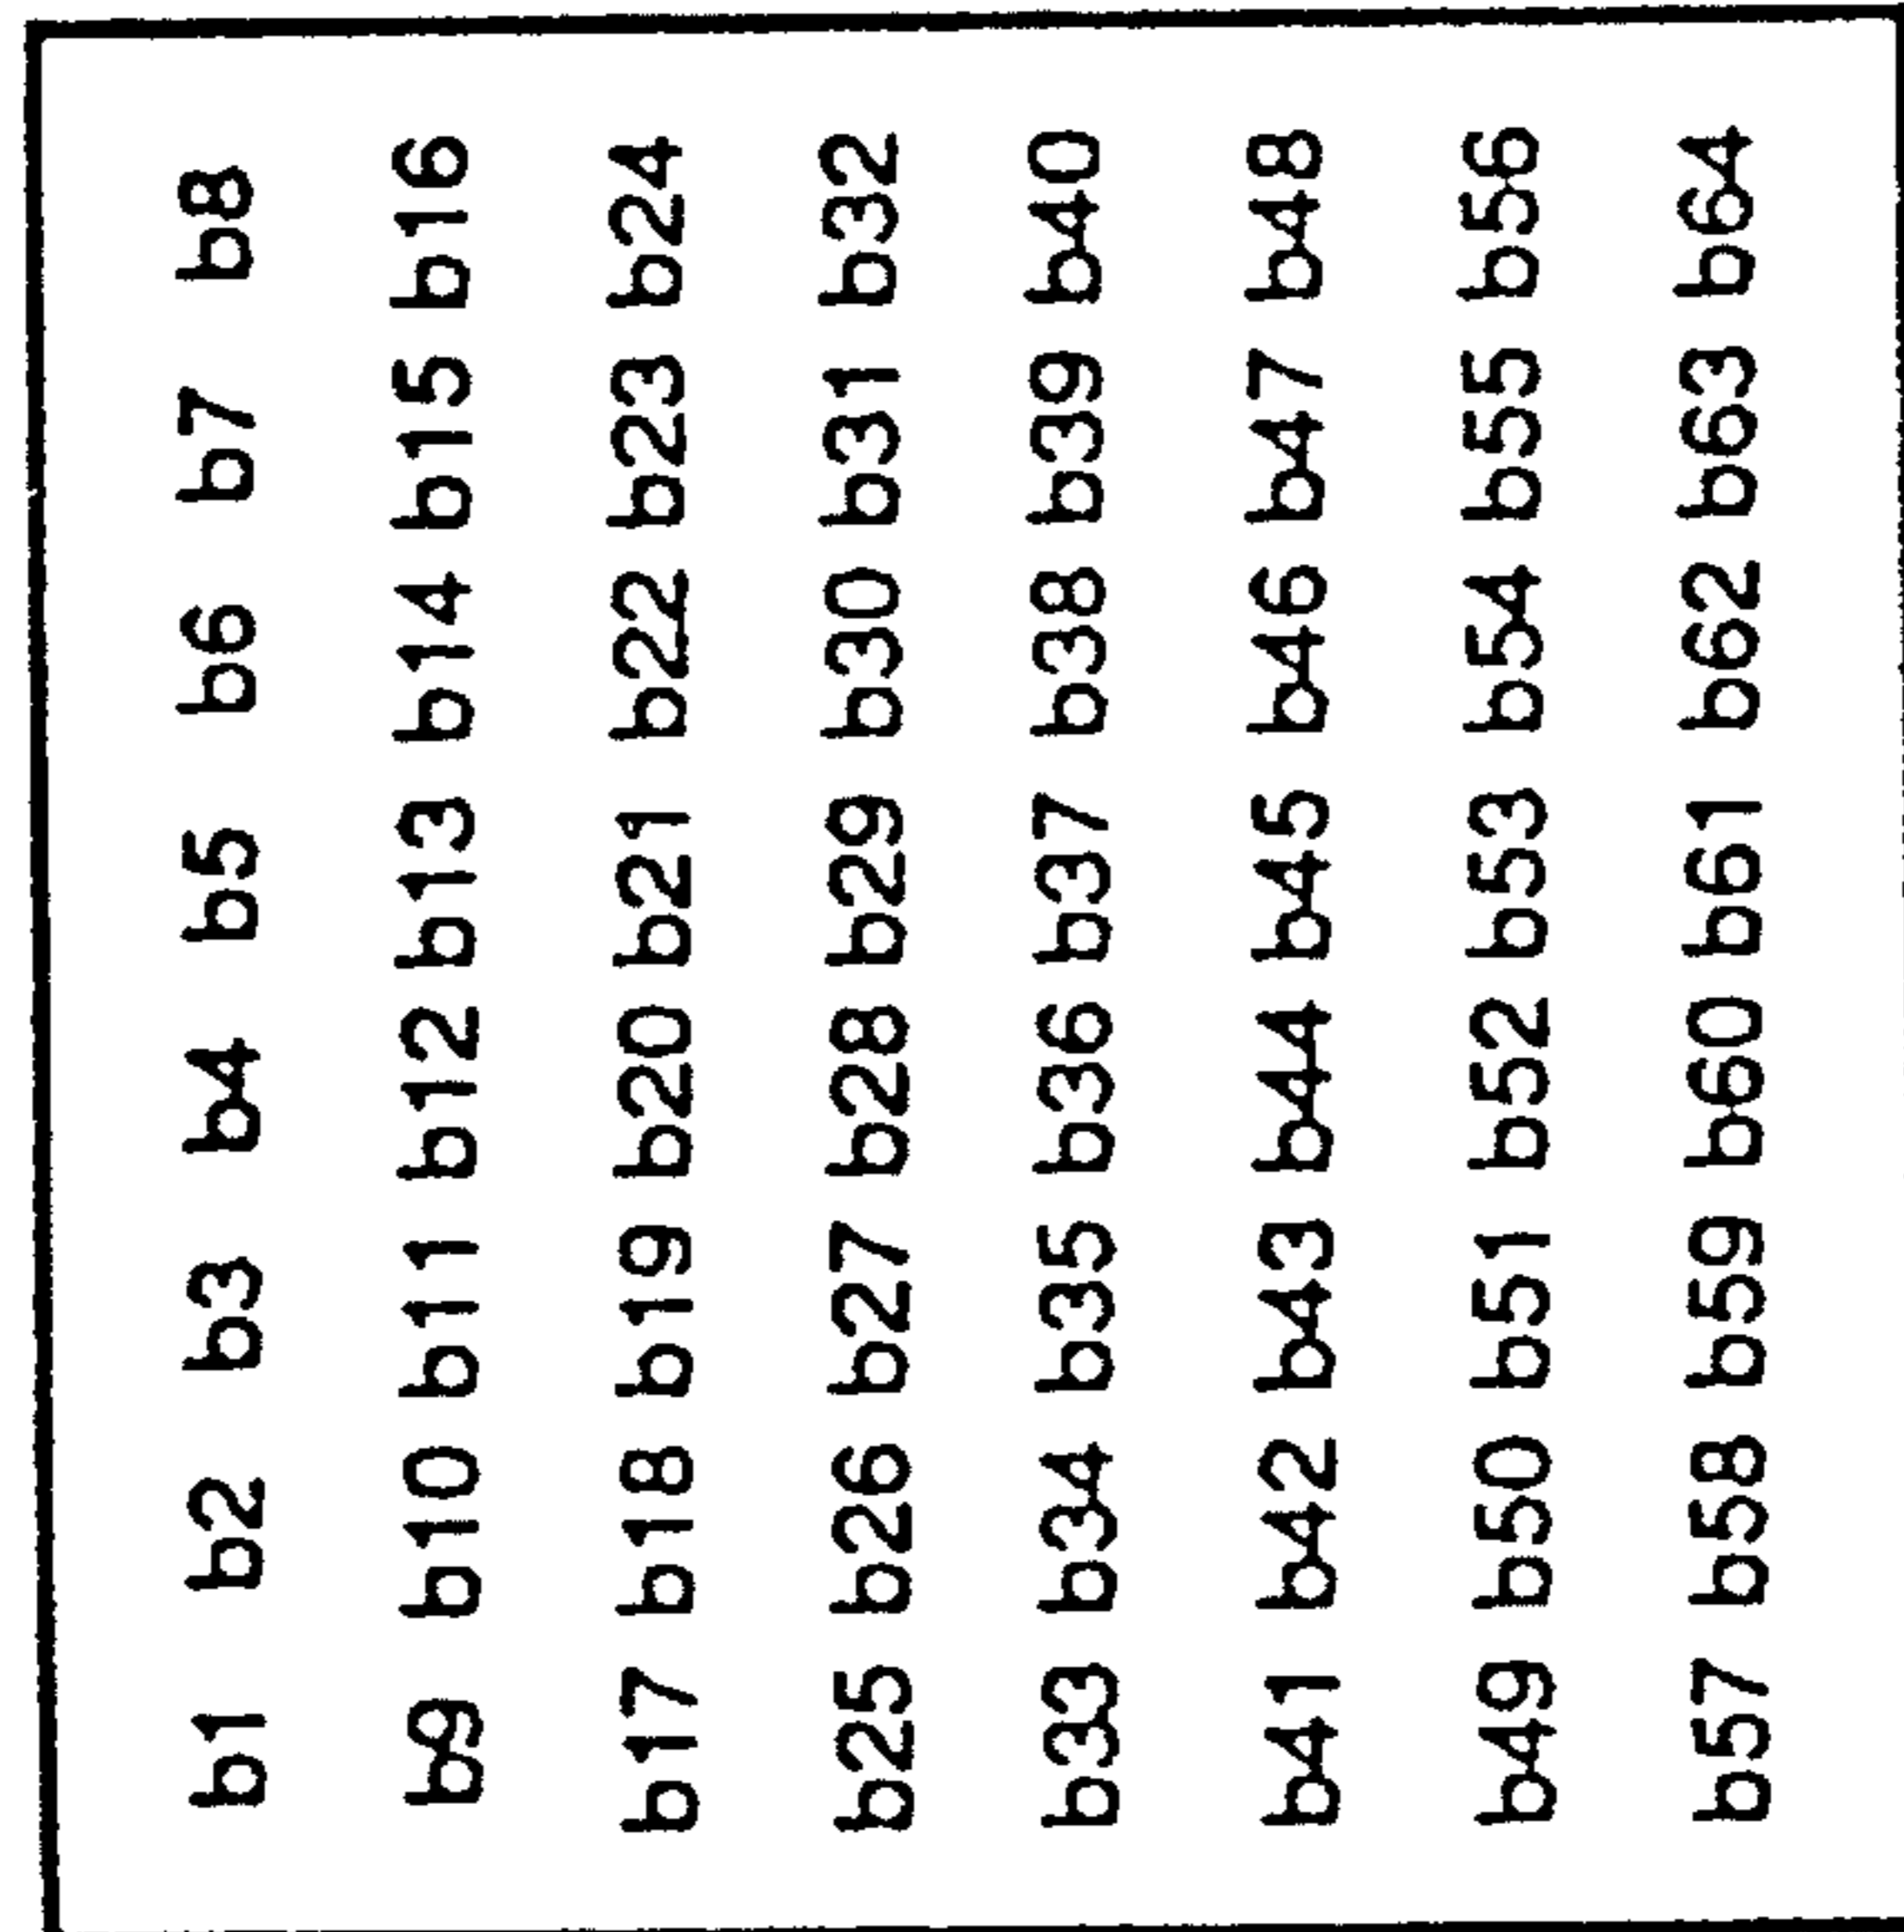 b1 b2 b3 b4 b5 b6 b7 b8
b9 b10 b11 b12 b13 b14 b15 b16
b17 b18 b19 b20 b21 b22 b23 b24
b25 b26 b27 b28 b29 b30 b31 b32
b33 b34 b35 b36 b37 b38 b39 b40
b41 b42 b43 b44 b45 b46 b47 b48
b49 b50 b51 b52 b53 b54 b55 b56
b57 b58 b59 b60 b61 b62 b63 b64